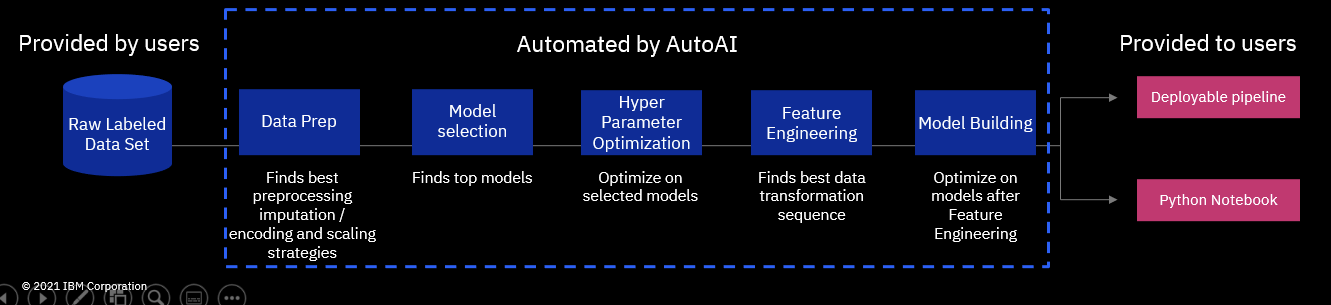 Provided by users
Automated by AutoAI
Provided to users
Raw Labeled
Data Set
Data Prep
Finds best
preprocessing
imputation /
encoding and scaling
strategies
Model
selection
Finds top models
Hyper
Parameter
Optimization
Optimize on
selected models
Feature
Engineering
Finds best data
transformation
sequence
Model Building
Optimize on
models after
Feature
Engineering
Deployable pipeline
Python Notebook
© 2021 IBM Corporation